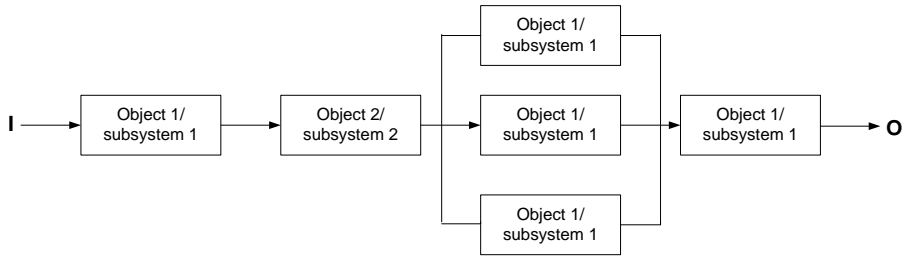 I
Object 1/
subsystem 1
Object 2/
subsystem 2
Object 1/
subsystem 1
Object 1/
subsystem 1
Object 1/
subsystem 1
Object 1/
subsystem 1
O